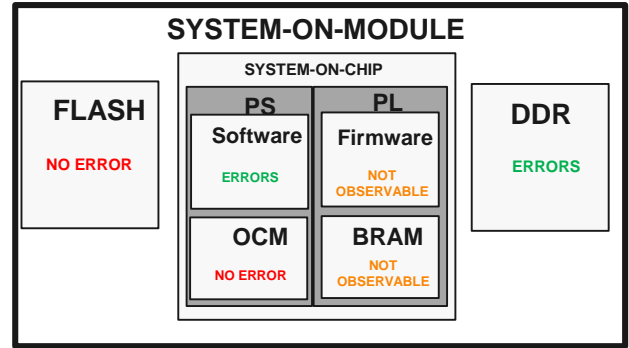 SYSTEM-ON-MODULE
SYSTEM-ON-CHIP
FLASH
NO ERROR
PS
Software
ERRORS
OCM
NO ERROR
PL
Firmware
NOT
OBSERVABLE
BRAM
NOT
OBSERVABLE
DDR
ERRORS